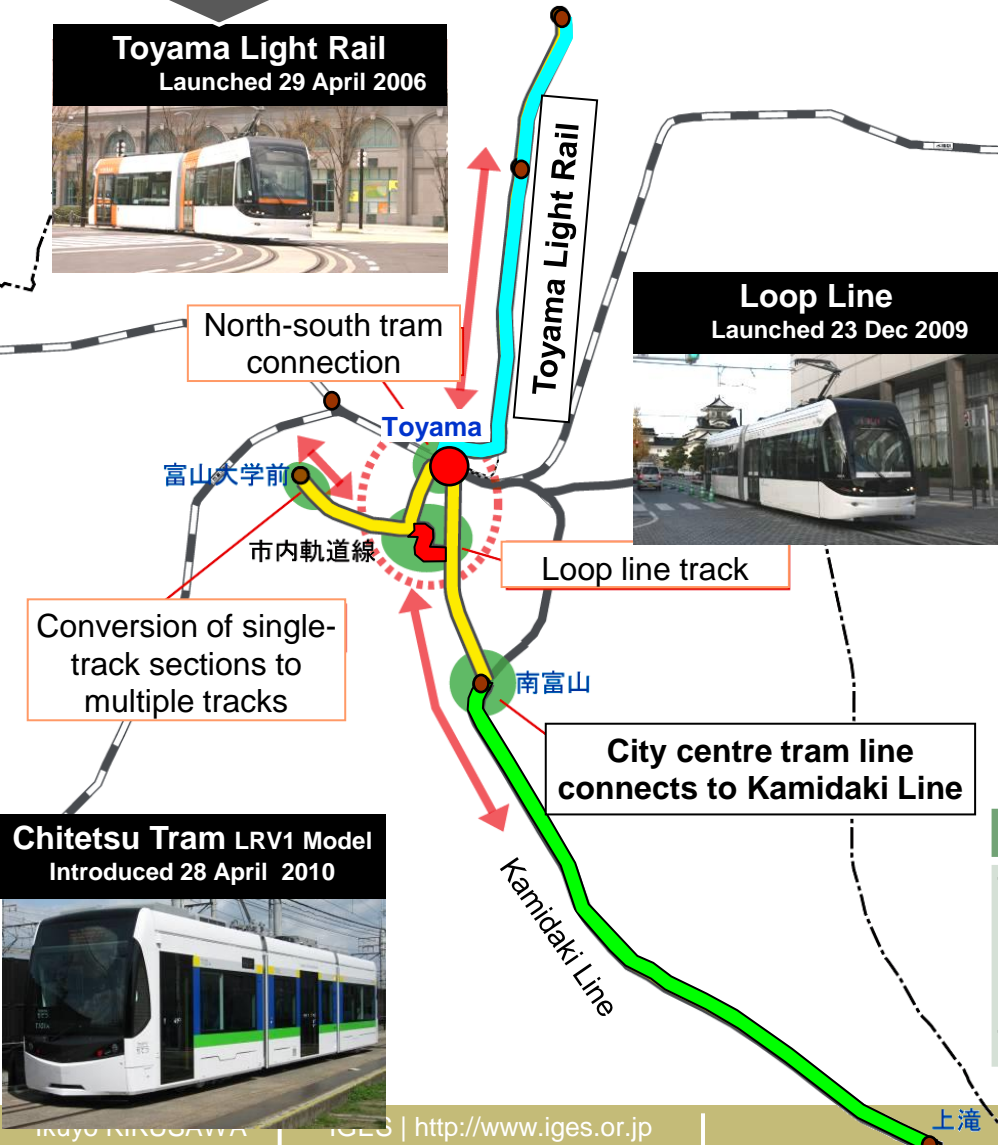 Toyama Light Rail
Launched 29 April 2006
Toyama Light Rail
Loop Line
Launched 23 Dec 2009
North-south tram
connection
Toyama
富山大学前
市内軌道線
Loop line track
Conversion of single-
track sections to
multiple tracks
南富山
City centre tram line
connects to Kamidaki Line
Chitetsu Tram LRV1 Model
Introduced 28 April 2010
Kamidaki Line
上滝
IGES | http://www.iges.or.jp